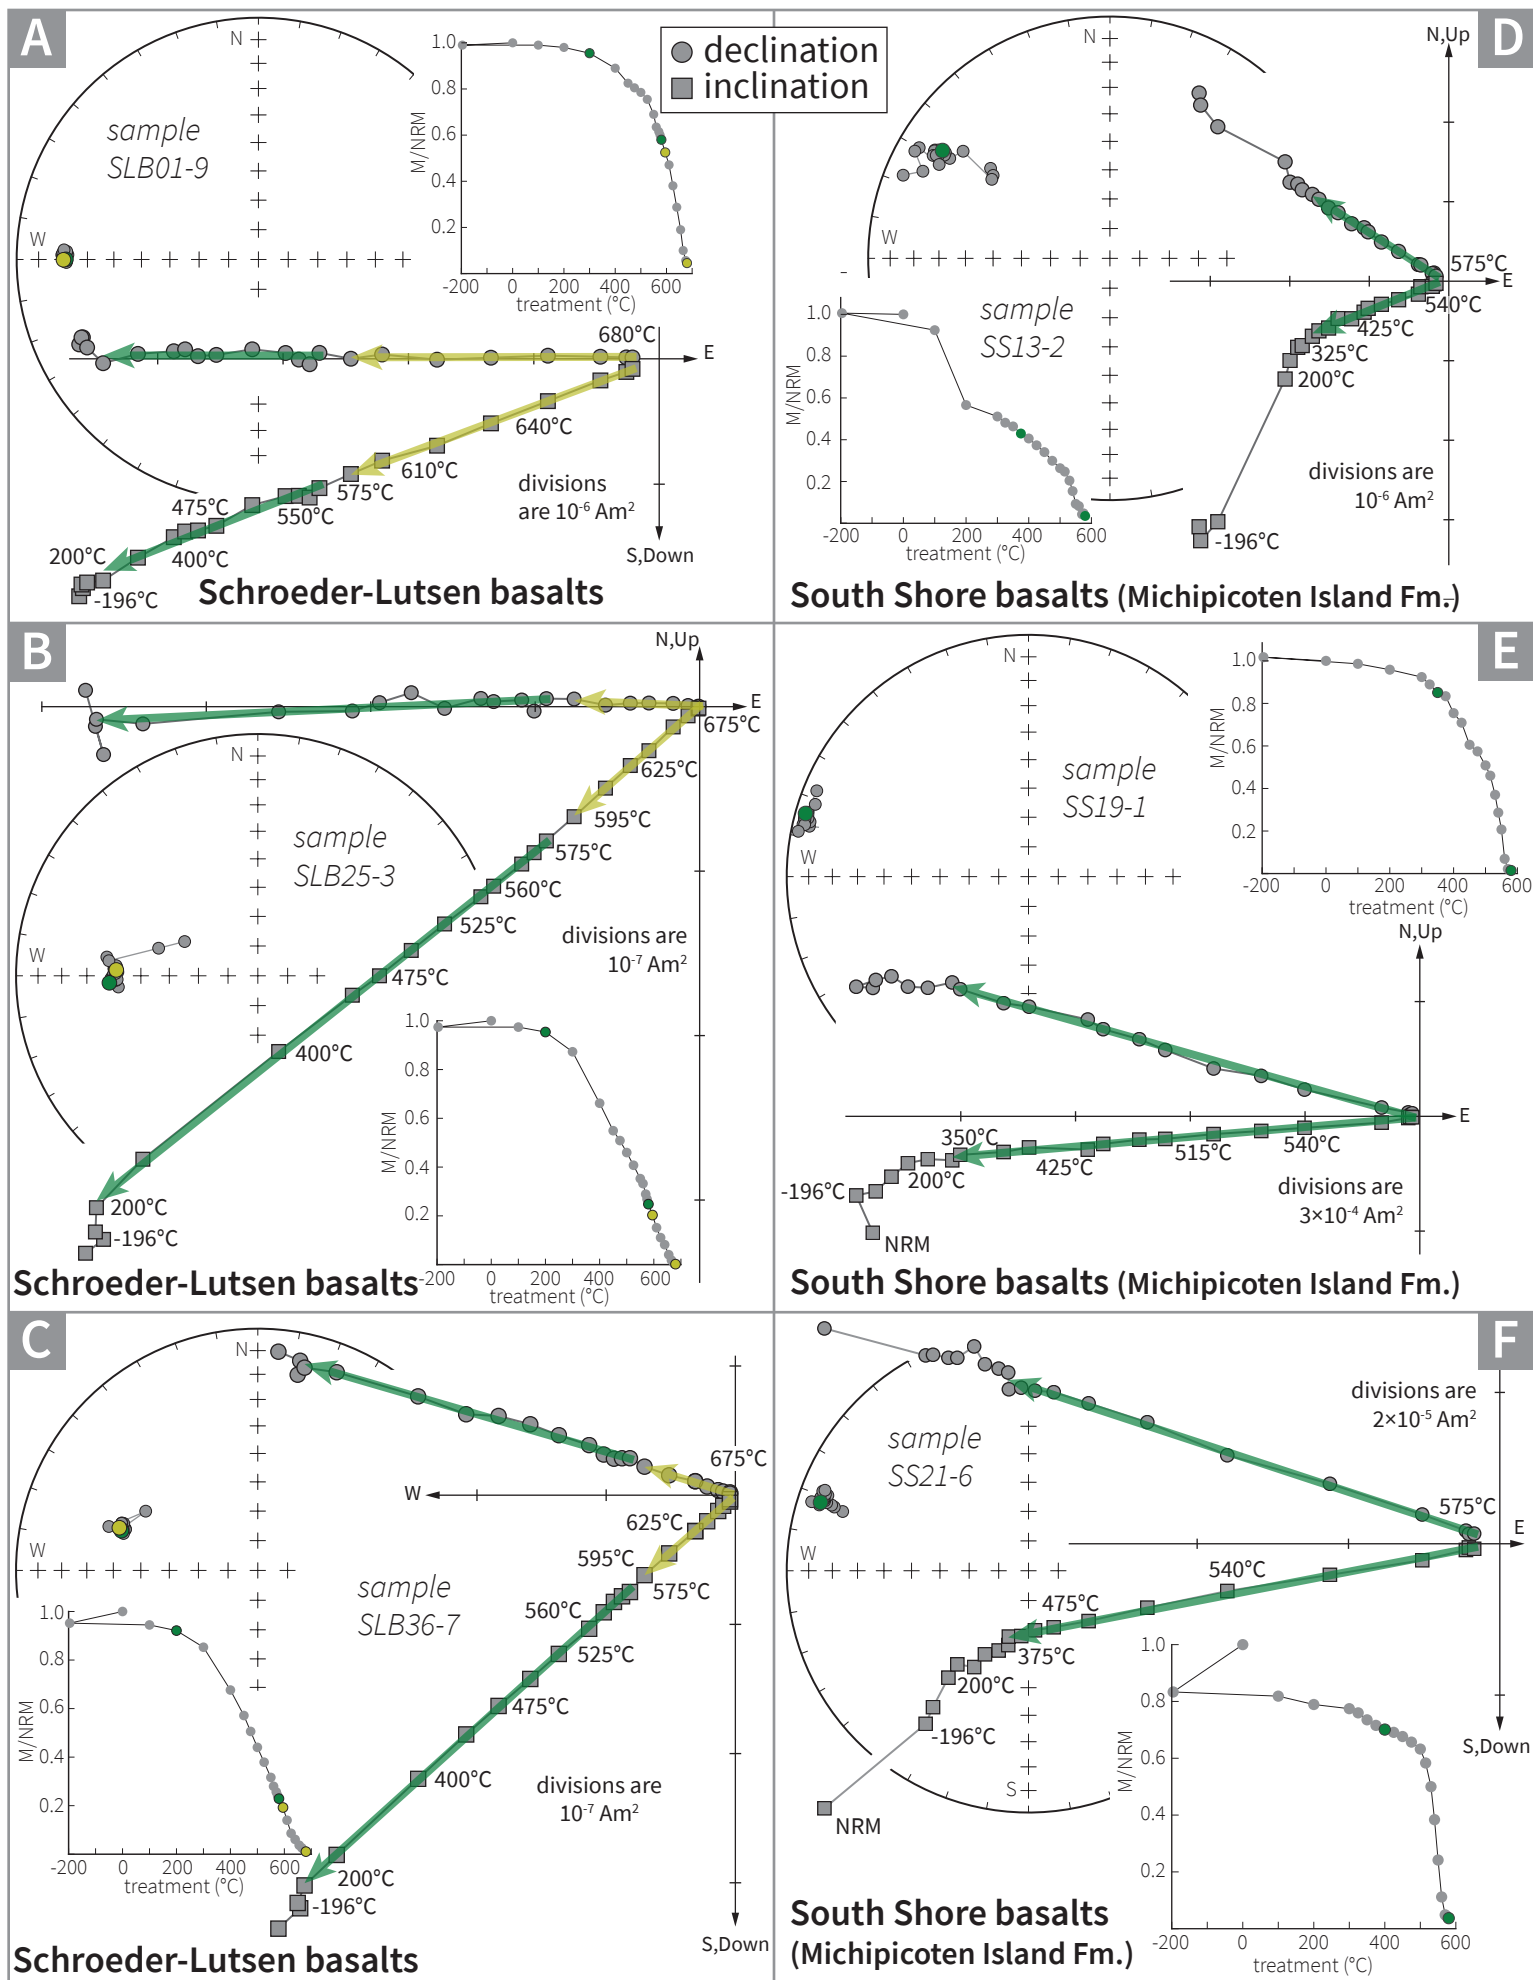 A
N
W
sample
SLB01-9
1.0
0.8
0.6
0.4
0.2
M/NRM
-200
0
200
400
600
treatment (°C)
declination
inclination
680°C
E
640°C
610°C
575°C
550°C
475°C
400°C
200°C
-196°C
divisions
are 10⁻⁶ Am²
S,Down
Schroeder-Lutsen basalts
D
N
N,Up
W
575°C
E
540°C
425°C
325°C
200°C
-196°C
sample
SS13-2
1.0
0.8
0.6
0.4
0.2
M/NRM
0
200
400
600
treatment (°C)
divisions are
10⁻⁶ Am²
South Shore basalts (Michipicoten Island Fm.)
B
N,Up
E
675°C
N
625°C
595°C
575°C
560°C
525°C
475°C
400°C
200°C
-196°C
sample
SLB25-3
W
divisions are
10⁻⁷ Am²
1.0
0.8
0.6
0.4
0.2
M/NRM
-200
0
200
400
600
treatment (°C)
Schroeder-Lutsen basalts
E
N
sample
SS19-1
W
1.0
0.8
0.6
0.4
0.2
M/NRM
-200
0
200
400
600
treatment (°C)
N,Up
E
350°C
425°C
515°C
540°C
200°C
-196°C
NRM
divisions are
3×10⁻⁴ Am²
South Shore basalts (Michipicoten Island Fm.)
C
N
W
W
675°C
625°C
595°C
575°C
560°C
525°C
475°C
400°C
200°C
-196°C
sample
SLB36-7
1.0
0.8
0.6
0.4
0.2
M/NRM
-200
0
200
400
600
treatment (°C)
divisions are
10⁻⁷ Am²
S,Down
Schroeder-Lutsen basalts
F
divisions are
2×10⁻⁵ Am²
sample
SS21-6
W
S
575°C
E
540°C
475°C
375°C
200°C
-196°C
NRM
S,Down
1.0
0.8
0.6
0.4
0.2
M/NRM
-200
0
200
400
600
treatment (°C)
South Shore basalts
(Michipicoten Island Fm.)